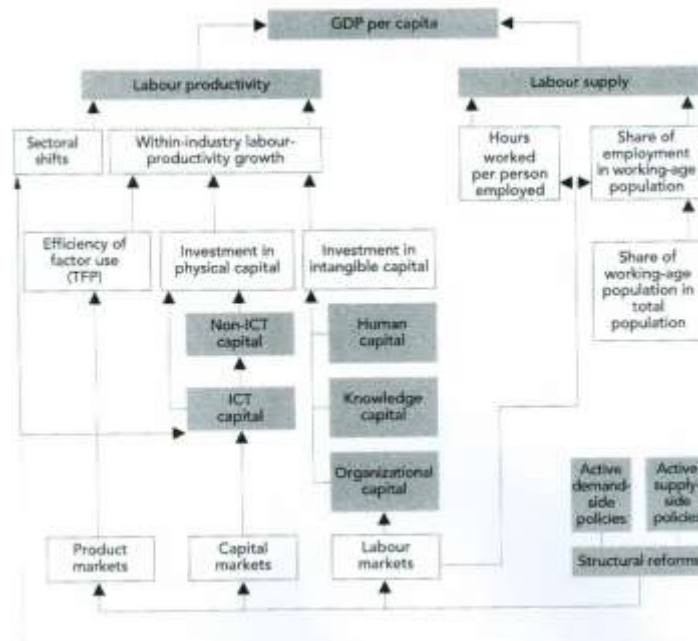 GDP per capita
Labour productivity
Labour supply
Sectoral
shifts
Within-industry labour-
productivity growth
Hours
worked
per person
employed
Share of
employment
in working-age
population
Efficiency of
factor use
(TFP)
Investment in
physical capital
Investment in
intangible capital
Share of
working-age
population in
total
population
Non-ICT
capital
Human
capital
ICT
capital
Knowledge
capital
Organizational
capital
Active
demand-
side
policies
Active
supply-
side
policies
Product
markets
Capital
markets
Labour
markets
Structural reforms